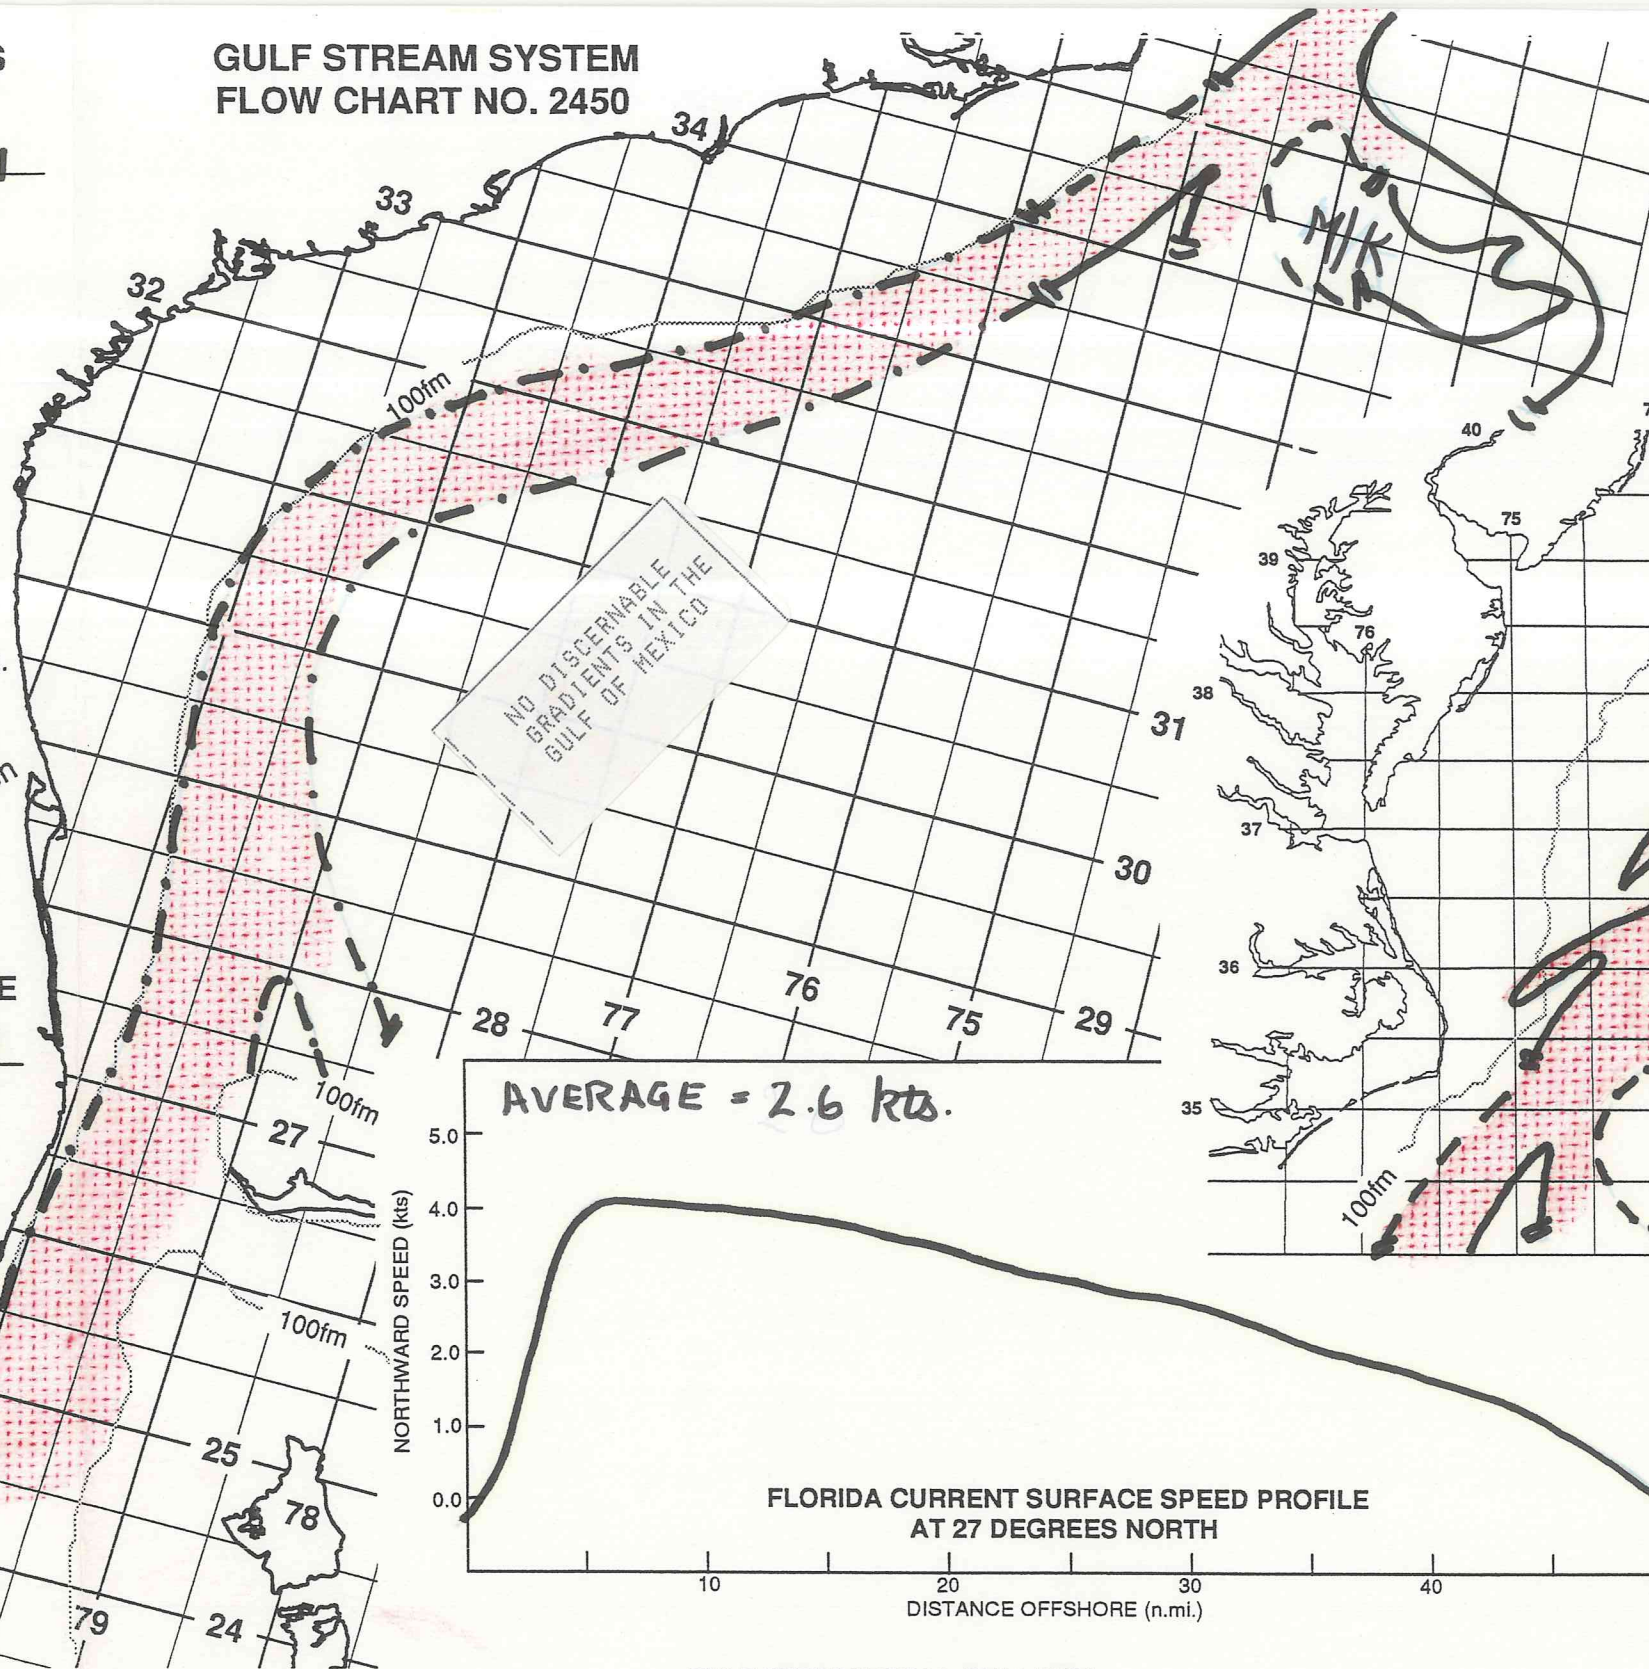 GULF STREAM SYSTEM
FLOW CHART NO. 2450
34
33
32
100fm
M/K
NO DISCERNABLE
GRADIENTS IN THE
GULF OF MEXICO
31
30
29
28
77
76
75
40
75
39
76
38
37
36
35
100fm
100fm
27
100fm
25
78
79
24
AVERAGE = 2.6 kts.
NORTHWARD SPEED (kts)
5.0
4.0
3.0
2.0
1.0
0.0
FLORIDA CURRENT SURFACE SPEED PROFILE
AT 27 DEGREES NORTH
10
20
30
40
DISTANCE OFFSHORE (n.mi.)